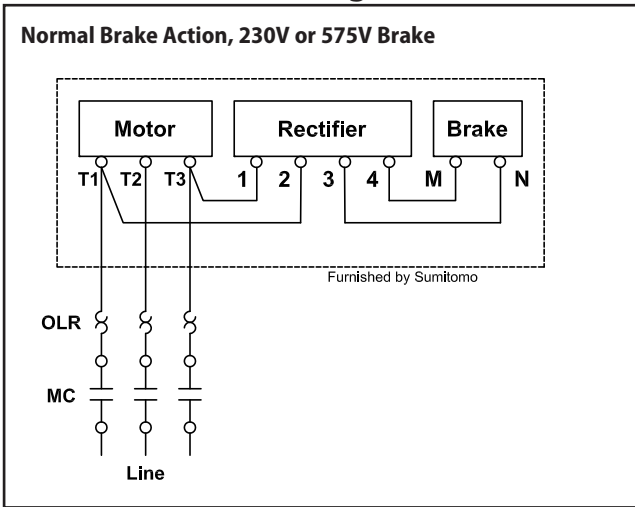 Normal Brake Action, 230V or 575V Brake
Motor Rectifier Brake
T1 T2 T3 1 2 3 4 M N
Furnished by Sumitomo
OLR
MC
Line